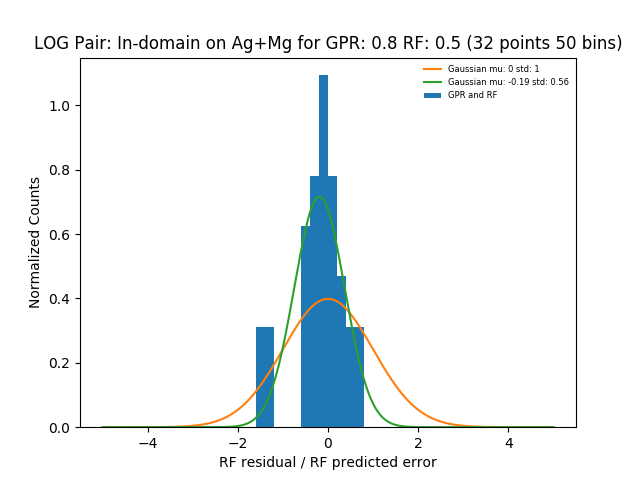 LOG Pair: In-domain on Ag+Mg for GPR: 0.8 RF: 0.5 (32 points 50 bins)
Gaussian mu: 0 std: 1
Gaussian mu: -0.19 std: 0.56
GPR and RF
Normalized Counts
1.0
0.8
0.6
0.4
0.2
0.0
−4 −2 0 2 4
RF residual / RF predicted error